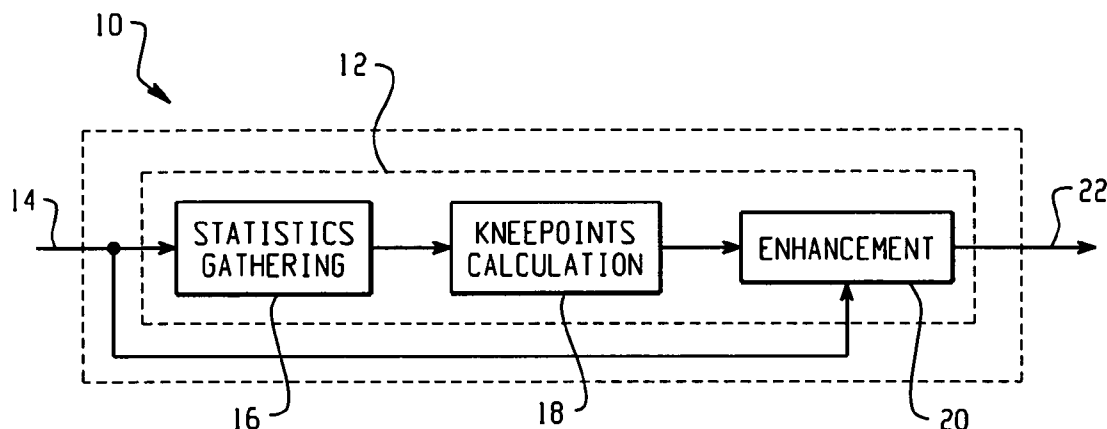 10
12
14
22
STATISTICS
GATHERING
KNEEPOINTS
CALCULATION
ENHANCEMENT
16
18
20